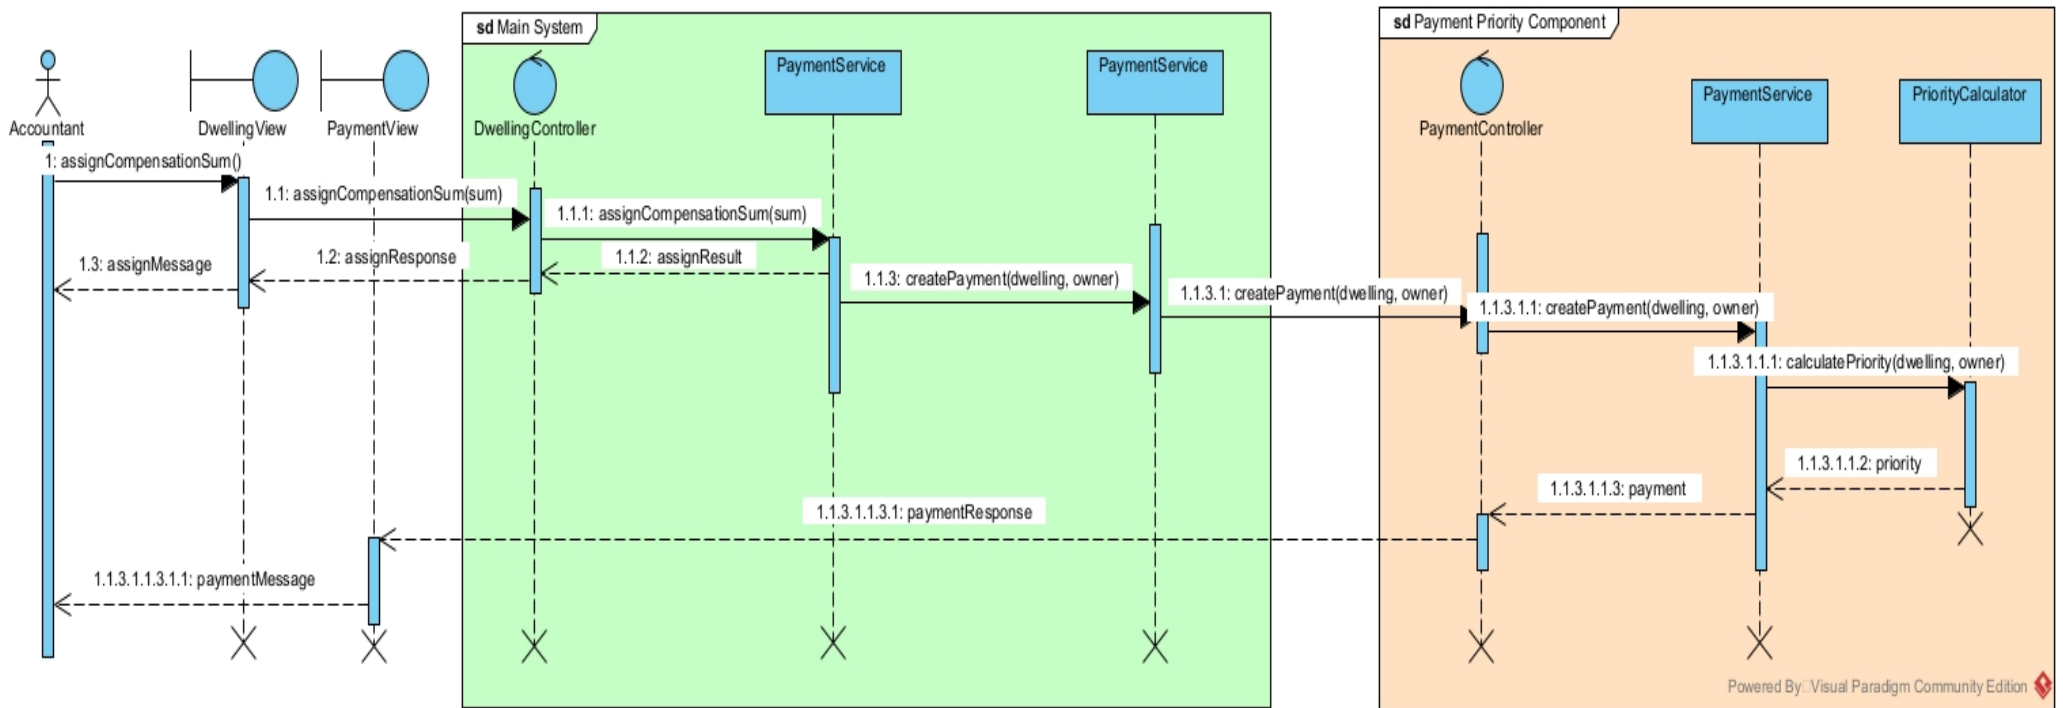 sd Main System
sd Payment Priority Component
PaymentService
PaymentService
PaymentService
PriorityCalculator
Accountant
DwellingView
PaymentView
DwellingController
PaymentController
1: assignCompensationSum()
1.1: assignCompensationSum(sum)
1.1.1: assignCompensationSum(sum)
1.3: assignMessage
1.2: assignResponse
1.1.2: assignResult
1.1.3: createPayment(dwelling, owner)
1.1.3.1: createPayment(dwelling, owner)
1.1.3.1.1: createPayment(dwelling, owner)
1.1.3.1.1.1: calculatePriority(dwelling, owner)
1.1.3.1.1.2: priority
1.1.3.1.1.3: payment
1.1.3.1.1.3.1: paymentResponse
1.1.3.1.1.3.1.1: paymentMessage
Powered By Visual Paradigm Community Edition